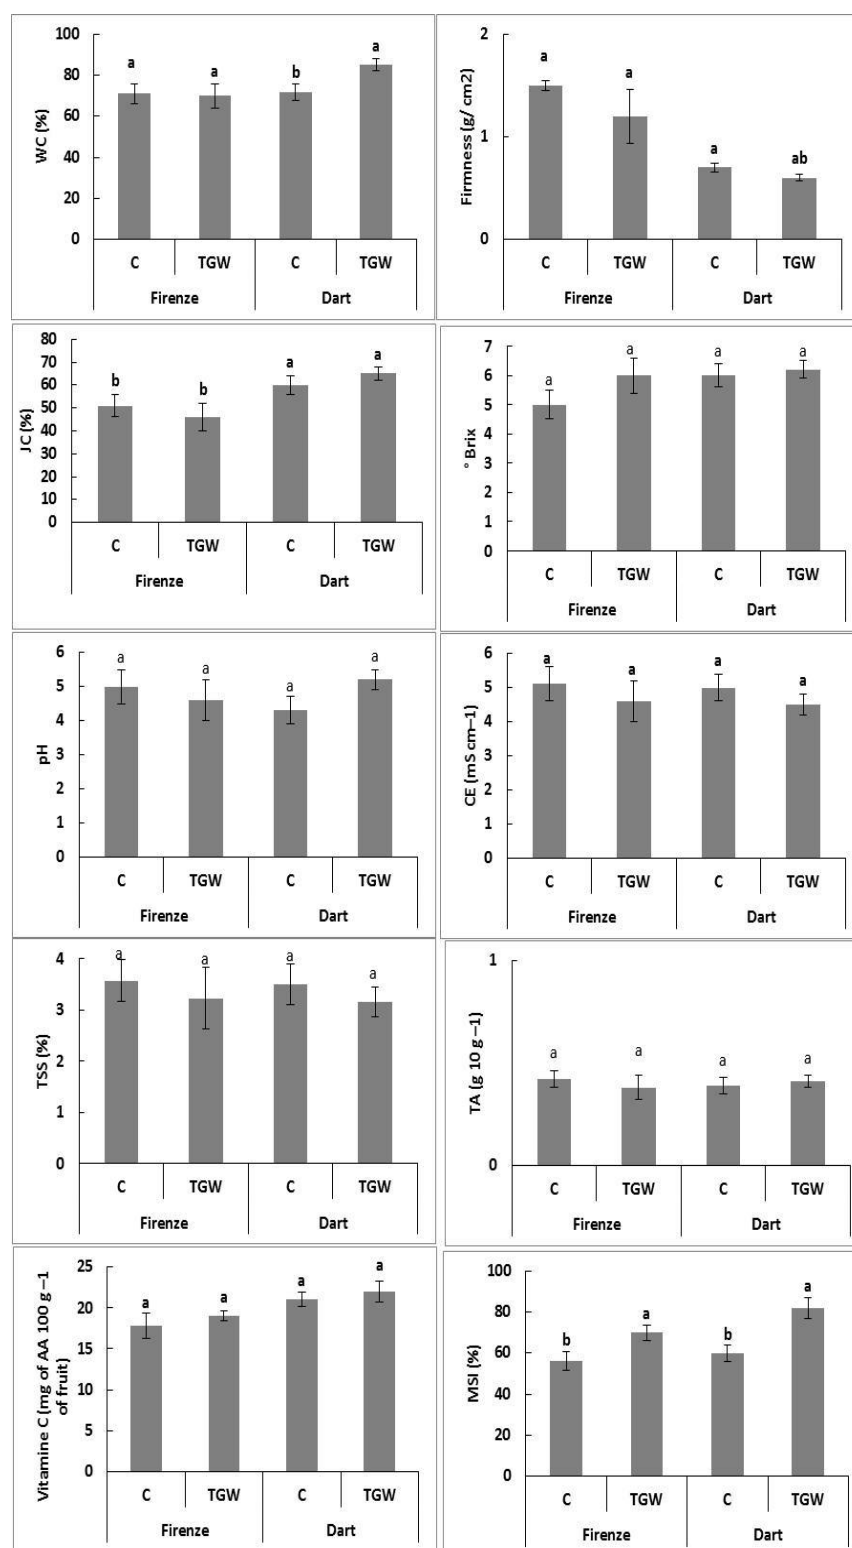 WC (%)
100
80
60
40
20
0
a
a
b
a
C
TGW
C
TGW
Firenze
Dart
Firmness (g/ cm2)
2
1
0
a
a
a
ab
C
TGW
C
TGW
Firenze
Dart
JC (%)
80
70
60
50
40
30
20
10
0
b
b
a
a
C
TGW
C
TGW
Firenze
Dart
° Brix
7
6
5
4
3
2
1
0
a
a
a
a
C
TGW
C
TGW
Firenze
Dart
pH
6
5
4
3
2
1
0
a
a
a
a
C
TGW
C
TGW
Firenze
Dart
CE (mS cm–1)
6
5
4
3
2
1
0
a
a
a
a
C
TGW
C
TGW
Firenze
Dart
TSS (%)
4
3
2
1
0
a
a
a
a
C
TGW
C
TGW
Firenze
Dart
TA (g 10 g –1)
1
0
a
a
a
a
C
TGW
C
TGW
Firenze
Dart
Vitamine C (mg of AA 100 g –1
of fruit)
25
20
15
10
5
0
a
a
a
a
C
TGW
C
TGW
Firenze
Dart
MSI (%)
100
80
60
40
20
0
b
a
b
a
C
TGW
C
TGW
Firenze
Dart